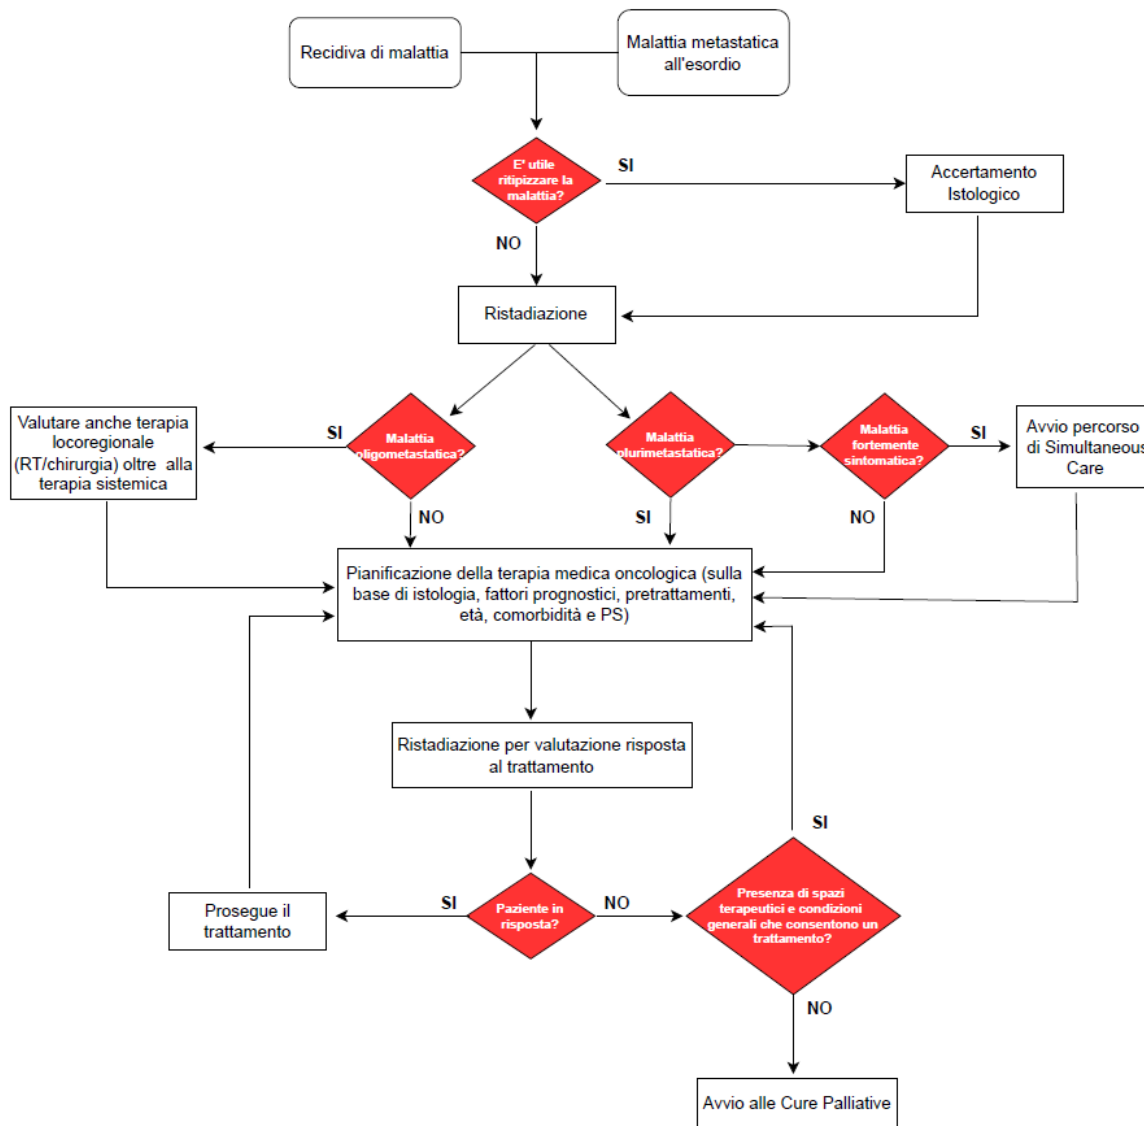 Recidiva di malattia
Malattia metastatica
all'esordio
E' utile
ritipizzare la
malattia?
SI
Accertamento
Istologico
NO
Ristadiazione
Valutare anche terapia
locoregionale
(RT/chirurgia) oltre alla
terapia sistemica
SI
Malattia
oligometastatica?
NO
Malattia
plurimetastatica?
SI
Malattia
fortemente
sintomatica?
SI
NO
Avvio percorso
di Simultaneous
Care
Pianificazione della terapia medica oncologica (sulla
base di istologia, fattori prognostici, pretrattamenti,
età, comorbidità e PS)
Ristadiazione per valutazione risposta
al trattamento
Prosegue il
trattamento
SI
Paziente in
risposta?
NO
SI
Presenza di spazi
terapeutici e condizioni
generali che consentono un
trattamento?
NO
Avvio alle Cure Palliative